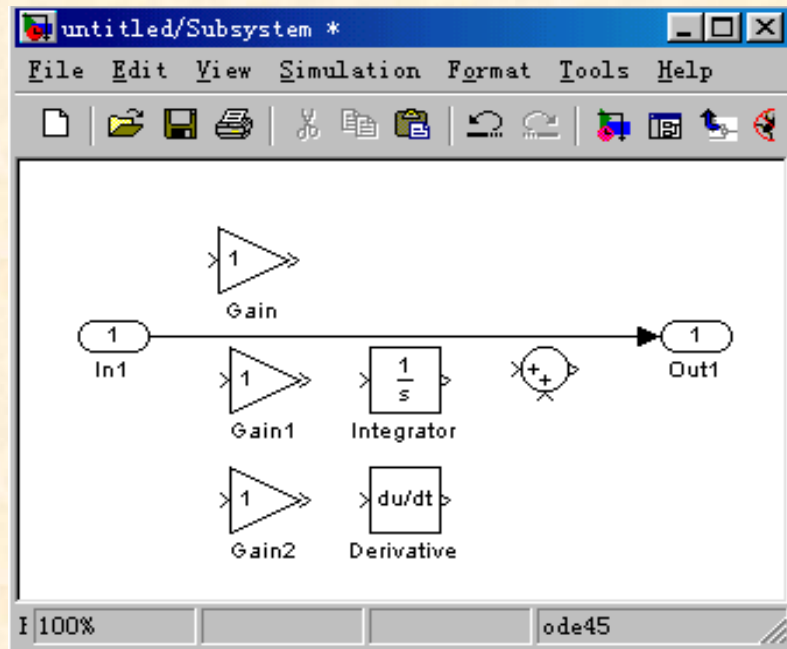 untitled/Subsystem *
File Edit View Simulation Format Tools Help
1
Gain
1
In1
1
Out1
1
Gain1
1
s
Integrator
+
+
1
Gain2
du/dt
Derivative
100%
ode45